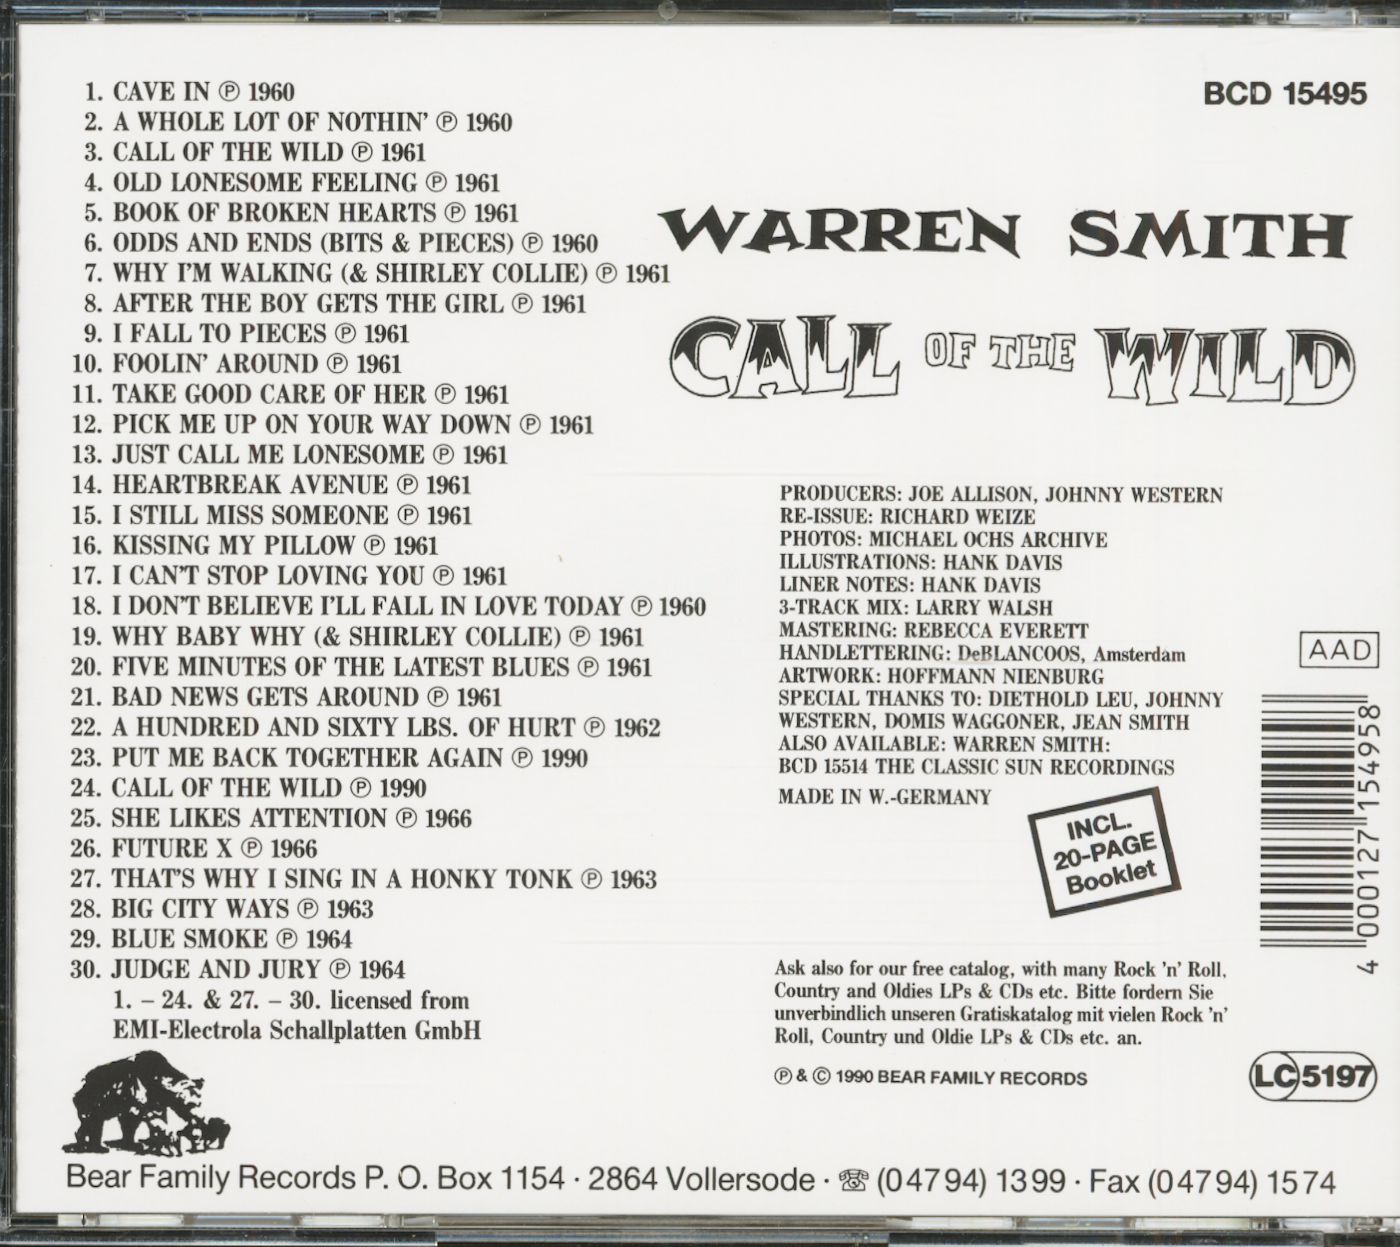 1. CAVE IN ℗ 1960
2. A WHOLE LOT OF NOTHIN' ℗ 1960
3. CALL OF THE WILD ℗ 1961
4. OLD LONESOME FEELING ℗ 1961
5. BOOK OF BROKEN HEARTS ℗ 1961
6. ODDS AND ENDS (BITS & PIECES) ℗ 1960
7. WHY I'M WALKING (& SHIRLEY COLLIE) ℗ 1961
8. AFTER THE BOY GETS THE GIRL ℗ 1961
9. I FALL TO PIECES ℗ 1961
10. FOOLIN' AROUND ℗ 1961
11. TAKE GOOD CARE OF HER ℗ 1961
12. PICK ME UP ON YOUR WAY DOWN ℗ 1961
13. JUST CALL ME LONESOME ℗ 1961
14. HEARTBREAK AVENUE ℗ 1961
15. I STILL MISS SOMEONE ℗ 1961
16. KISSING MY PILLOW ℗ 1961
17. I CAN'T STOP LOVING YOU ℗ 1961
18. I DON'T BELIEVE I'LL FALL IN LOVE TODAY ℗ 1960
19. WHY BABY WHY (& SHIRLEY COLLIE) ℗ 1961
20. FIVE MINUTES OF THE LATEST BLUES ℗ 1961
21. BAD NEWS GETS AROUND ℗ 1961
22. A HUNDRED AND SIXTY LBS. OF HURT ℗ 1962
23. PUT ME BACK TOGETHER AGAIN ℗ 1990
24. CALL OF THE WILD ℗ 1990
25. SHE LIKES ATTENTION ℗ 1966
26. FUTURE X ℗ 1966
27. THAT'S WHY I SING IN A HONKY TONK ℗ 1963
28. BIG CITY WAYS ℗ 1963
29. BLUE SMOKE ℗ 1964
30. JUDGE AND JURY ℗ 1964
1. – 24. & 27. – 30. licensed from
EMI-Electrola Schallplatten GmbH
BCD 15495
WARREN SMITH
CALL OF THE WILD
PRODUCERS: JOE ALLISON, JOHNNY WESTERN
RE-ISSUE: RICHARD WEIZE
PHOTOS: MICHAEL OCHS ARCHIVE
ILLUSTRATIONS: HANK DAVIS
LINER NOTES: HANK DAVIS
3-TRACK MIX: LARRY WALSH
MASTERING: REBECCA EVERETT
HANDLETTERING: DeBLANCOOS, Amsterdam
ARTWORK: HOFFMANN NIENBURG
SPECIAL THANKS TO: DIETHOLD LEU, JOHNNY
WESTERN, DOMIS WAGGONER, JEAN SMITH
ALSO AVAILABLE: WARREN SMITH:
BCD 15514 THE CLASSIC SUN RECORDINGS
MADE IN W.-GERMANY
AAD
4 000127 154958
INCL.
20-PAGE
Booklet
Ask also for our free catalog, with many Rock 'n' Roll,
Country and Oldies LPs & CDs etc. Bitte fordern Sie
unverbindlich unseren Gratiskatalog mit vielen Rock 'n'
Roll, Country und Oldie LPs & CDs etc. an.
℗ & © 1990 BEAR FAMILY RECORDS
LC 5197
Bear Family Records P. O. Box 1154 · 2864 Vollersode · ☏ (04794) 1399 · Fax (04794) 1574